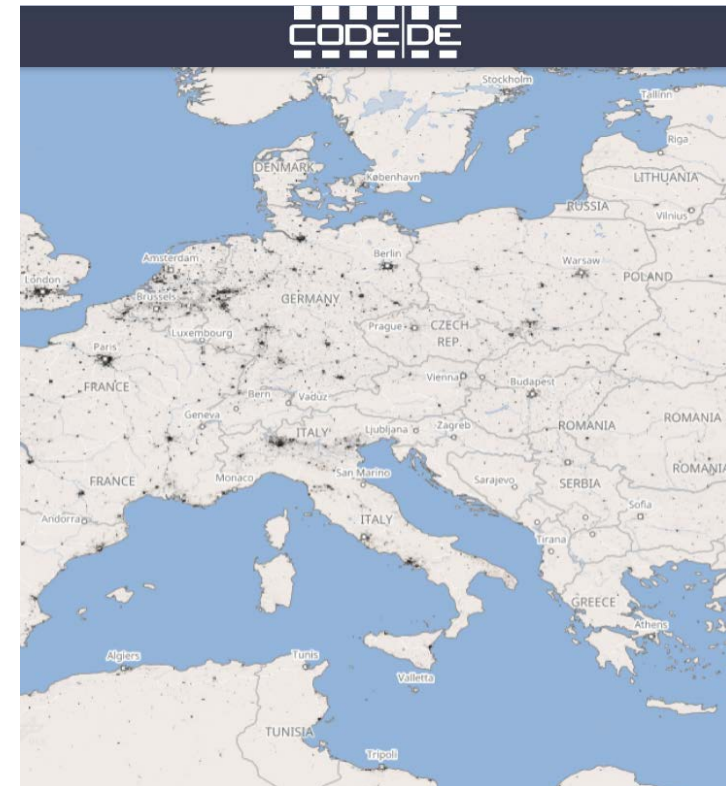 CODE|DE
Stockholm
Tallinn
Riga
DENMARK
København
LITHUANIA
RUSSIA
Vilnius
Amsterdam
Berlin
Warsaw
London
POLAND
Brussels
GERMANY
Luxembourg
Prague
CZECH
REP.
Paris
Vienna
Budapest
FRANCE
Bern
Vaduz
Geneva
ITALY
Ljubljana
Zagreb
ROMANIA
ROMANIA
San Marino
ROMANIA
FRANCE
Monaco
Sarajevo
SERBIA
Sofia
Andorra
ITALY
Tirana
GREECE
Athens
Algiers
Tunis
Valletta
TUNISIA
Tripoli